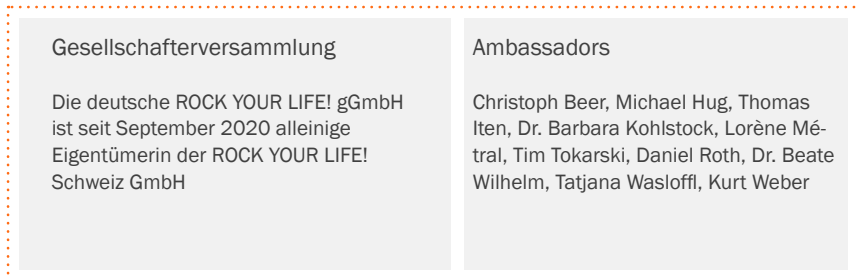 Gesellschafterversammlung
Die deutsche ROCK YOUR LIFE! gGmbH
ist seit September 2020 alleinige
Eigentümerin der ROCK YOUR LIFE!
Schweiz GmbH
Ambassadors
Christoph Beer, Michael Hug, Thomas
Iten, Dr. Barbara Kohlstock, Lorène Mé-
tral, Tim Tokarski, Daniel Roth, Dr. Beate
Wilhelm, Tatjana Wasloffl, Kurt Weber